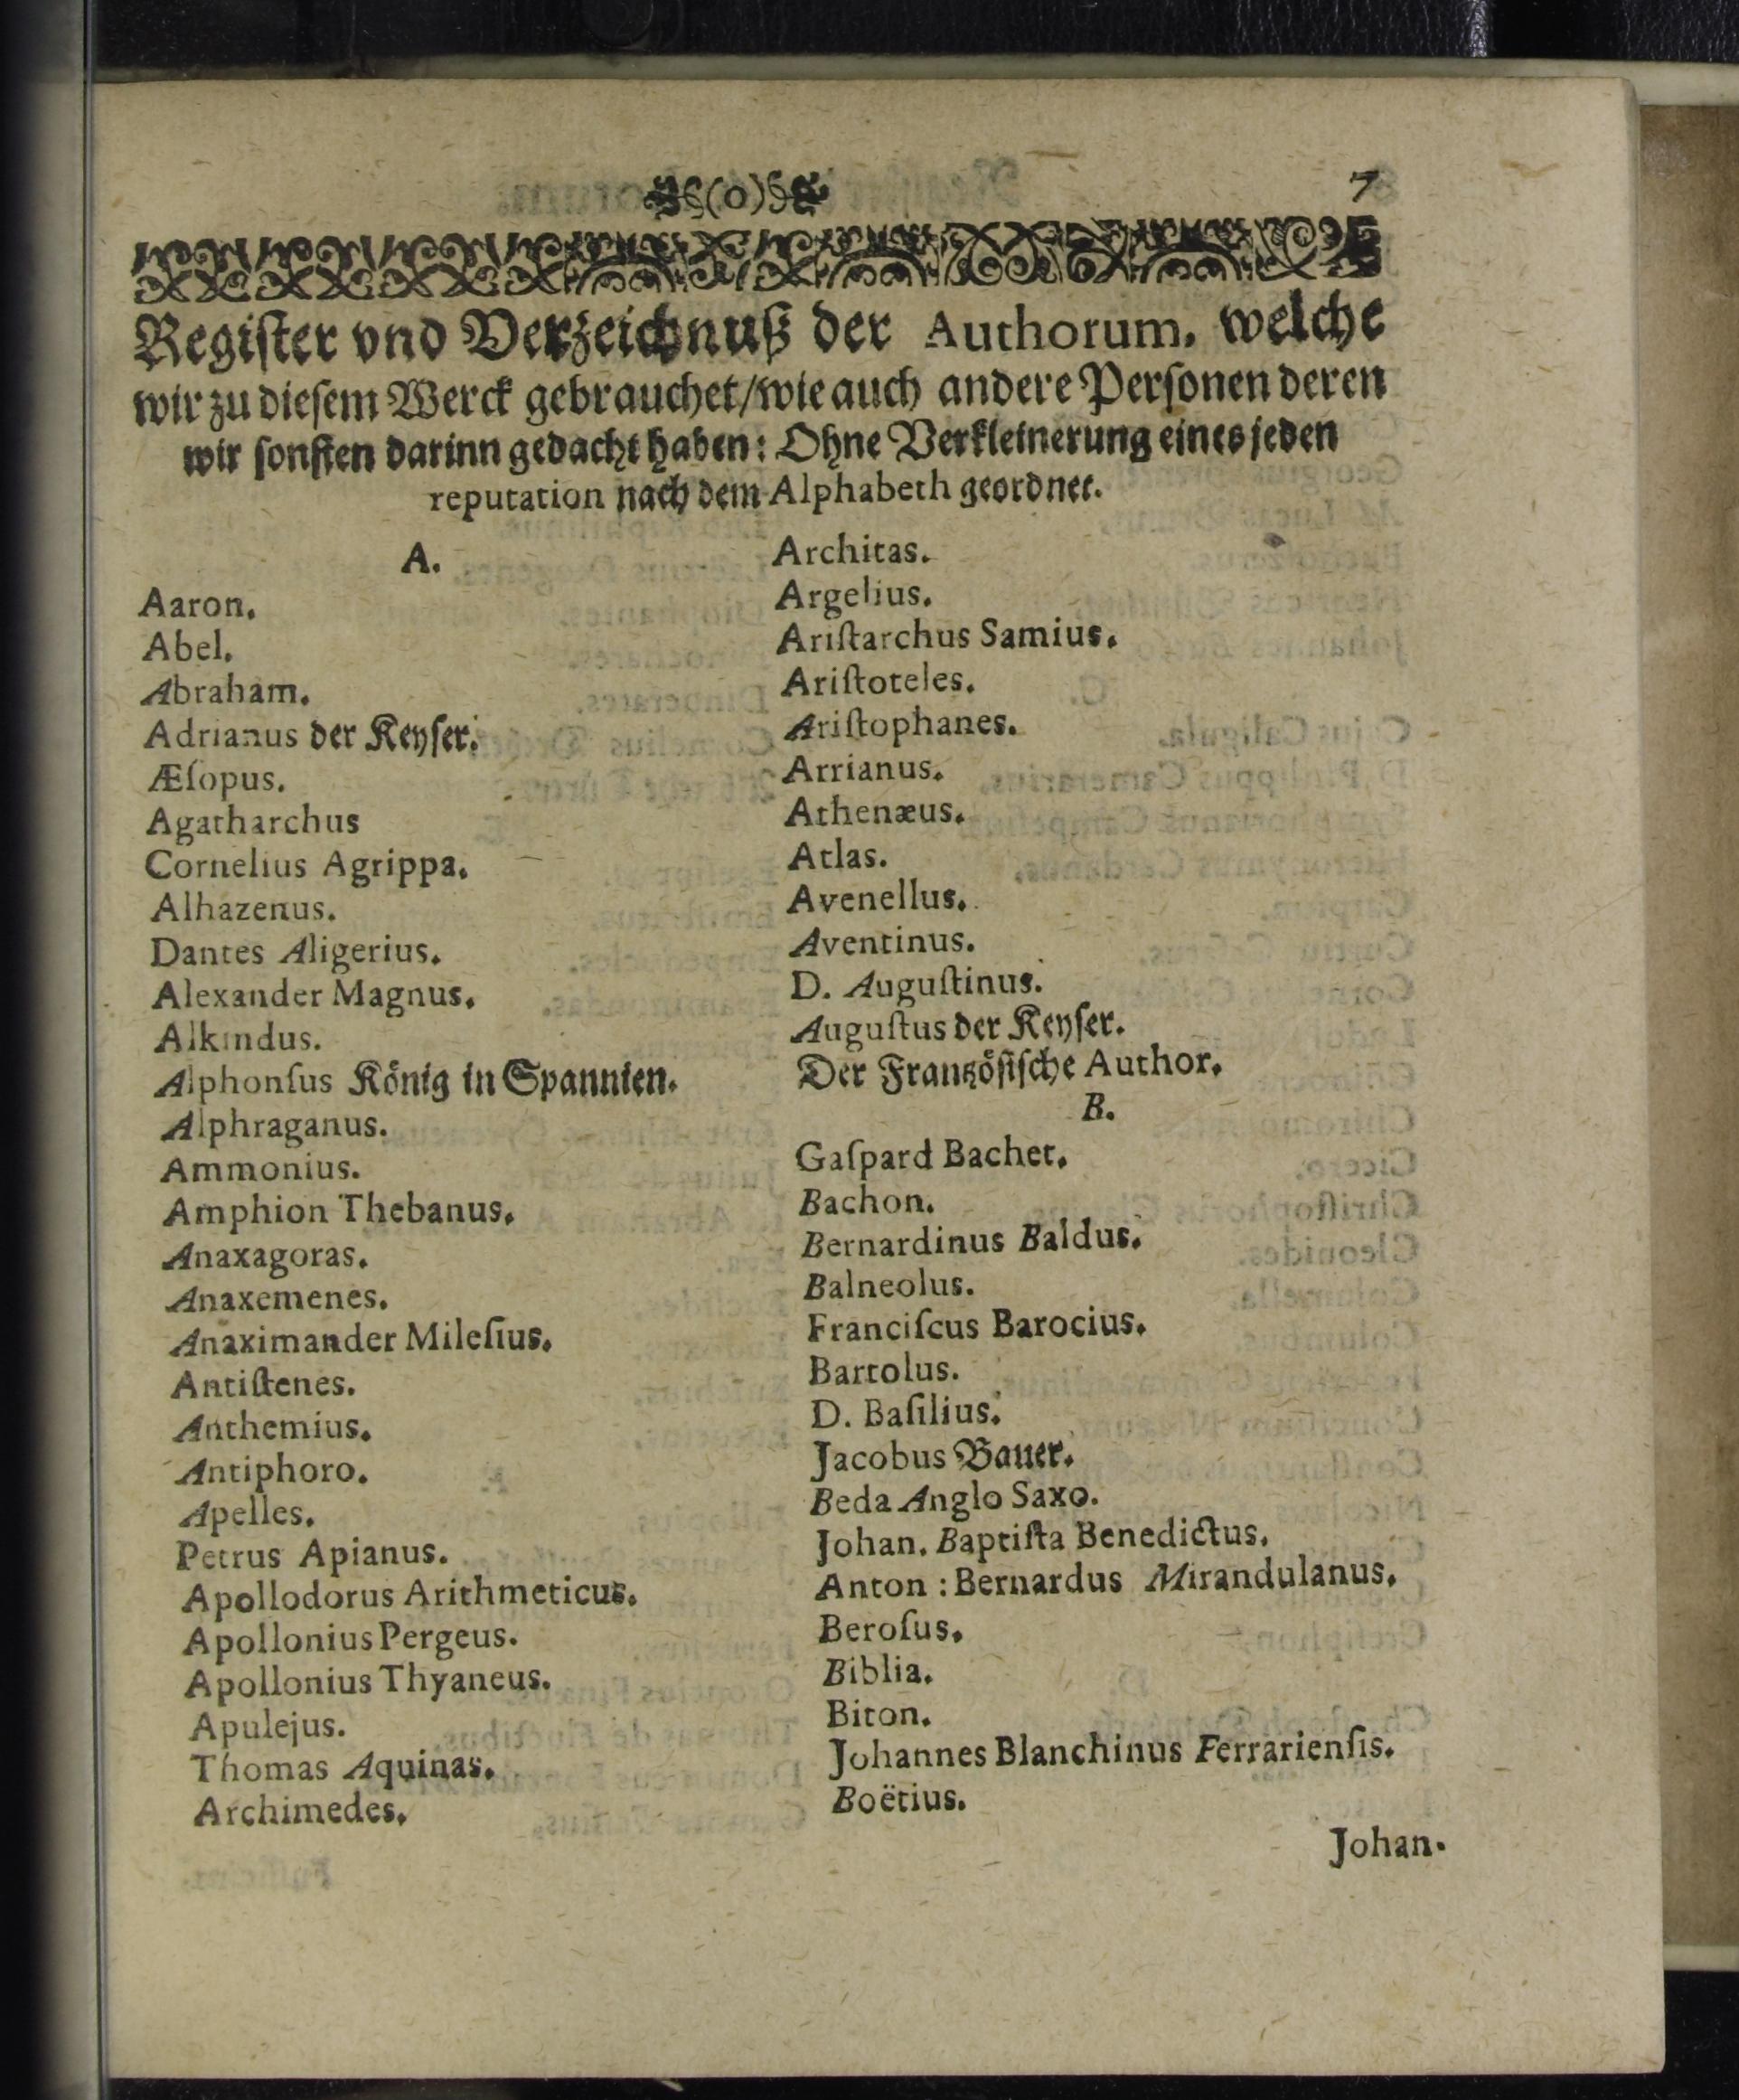 (0) 7
Regiſter vnd Verzeichnuß der Authorum, welche
wir zu dieſem Werck gebrauchet/wie auch andere Perſonen deren
wir ſonſten darinn gedacht haben: Ohne Verkleinerung eines jeden
reputation nach dem Alphabeth geordnet.
A.
Aaron.
Abel.
Abraham.
Adrianus der Keyſer.
Æſopus.
Agatharchus
Cornelius Agrippa.
Alhazenus.
Dantes Aligerius.
Alexander Magnus.
Alkindus.
Alphonſus König in Spannien.
Alphraganus.
Ammonius.
Amphion Thebanus.
Anaxagoras.
Anaxemenes.
Anaximander Mileſius.
Antiſtenes.
Anthemius.
Antiphoro.
Apelles.
Petrus Apianus.
Apollodorus Arithmeticus.
Apollonius Pergeus.
Apollonius Thyaneus.
Apulejus.
Thomas Aquinas.
Archimedes.
Architas.
Argelius.
Ariſtarchus Samius.
Ariſtoteles.
Ariſtophanes.
Arrianus.
Athenæus.
Atlas.
Avenellus.
Aventinus.
D. Auguſtinus.
Auguſtus der Keyſer.
Der Frantzöſiſche Author.
B.
Gaſpard Bachet.
Bachon.
Bernardinus Baldus.
Balneolus.
Franciſcus Barocius.
Bartolus.
D. Baſilius.
Jacobus Bauer.
Beda Anglo Saxo.
Johan. Baptiſta Benedictus.
Anton : Bernardus Mirandulanus.
Beroſus.
Biblia.
Biton.
Johannes Blanchinus Ferrarienſis.
Boëtius.
Johan.